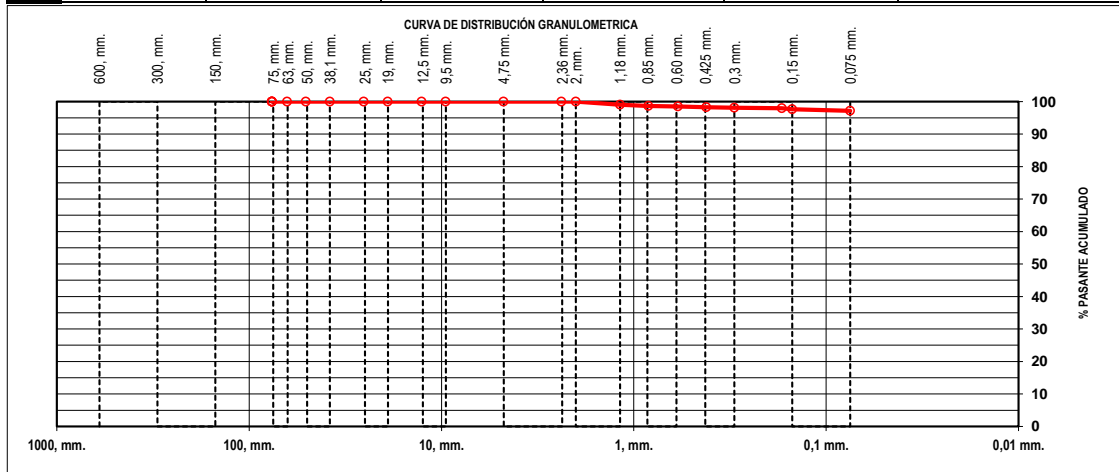 CURVA DE DISTRIBUCIÓN GRANULOMETRICA
600, mm.
300, mm.
150, mm.
75, mm.
63, mm.
50, mm.
38,1 mm.
25, mm.
19, mm.
12,5 mm.
9,5 mm.
4,75 mm.
2,36 mm.
2, mm.
1,18 mm.
0,85 mm.
0,60 mm.
0,425 mm.
0,3 mm.
0,15 mm.
0,075 mm.
100
90
80
70
60
50
40
30
20
10
0
% PASANTE ACUMULADO
1000, mm.
100, mm.
10, mm.
1, mm.
0,1 mm.
0,01 mm.